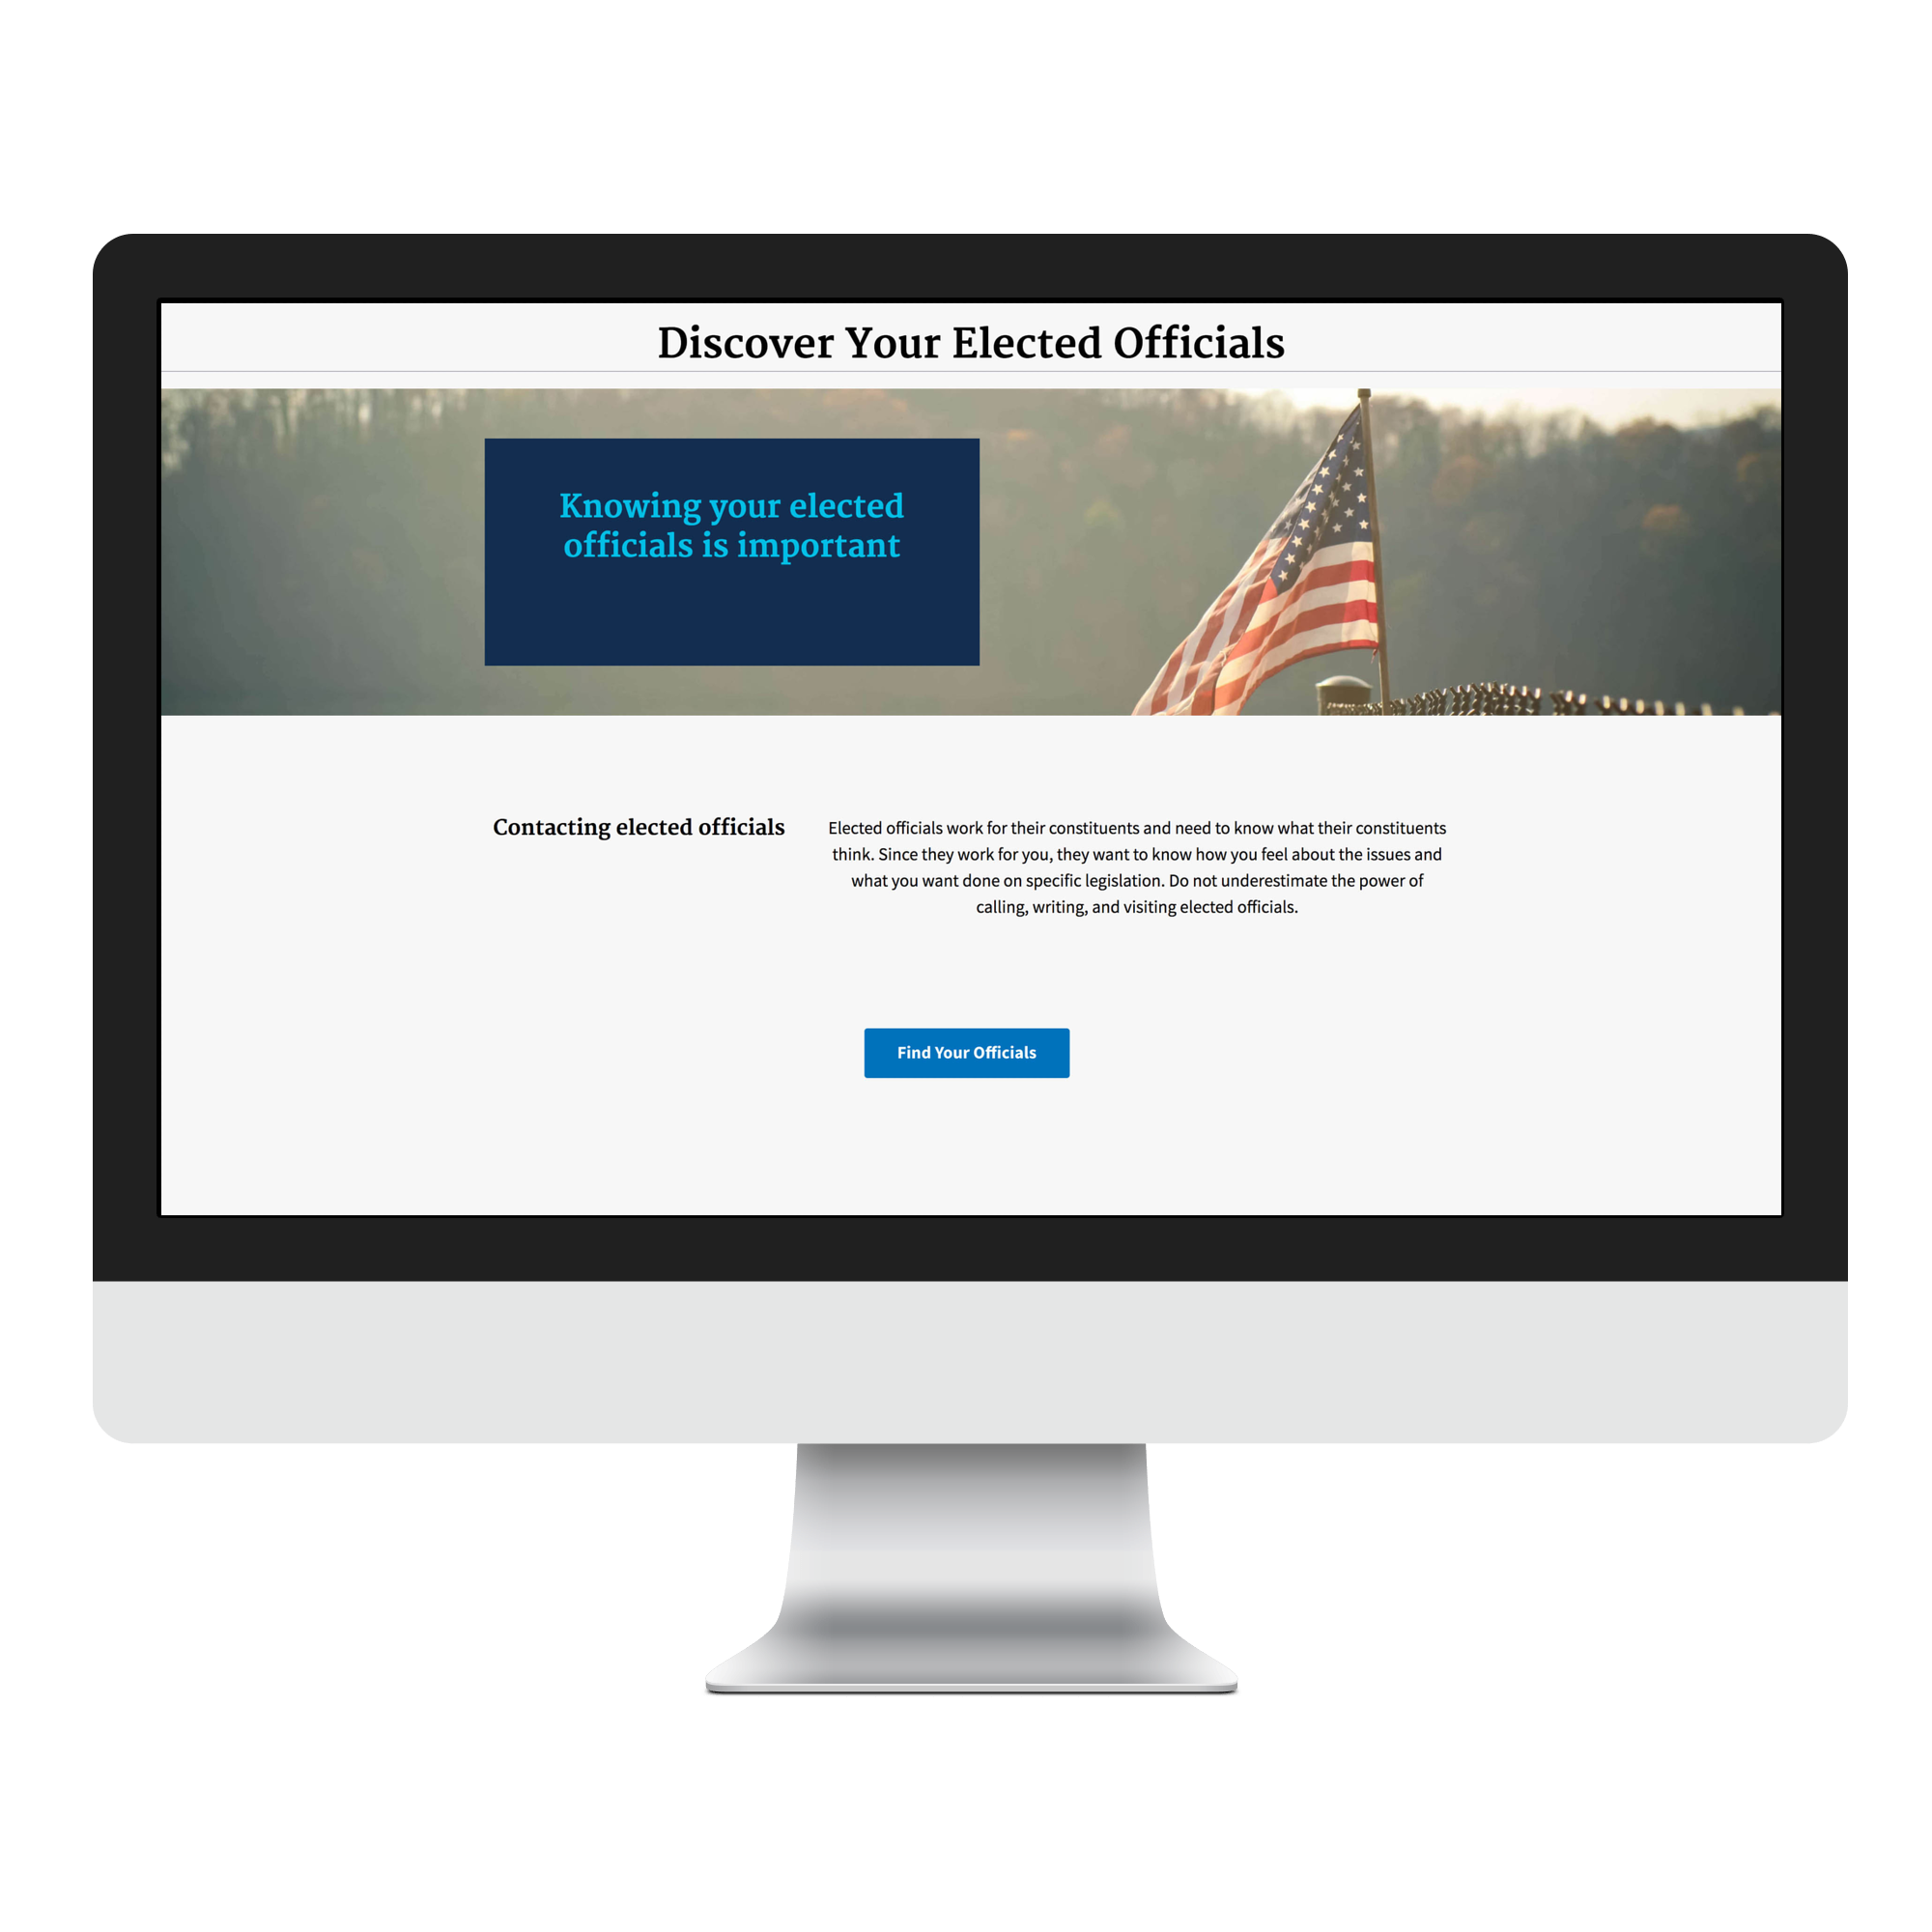 Discover Your Elected Officials
Knowing your elected
officials is important
Contacting elected officials
Elected officials work for their constituents and need to know what their constituents
think. Since they work for you, they want to know how you feel about the issues and
what you want done on specific legislation. Do not underestimate the power of
calling, writing, and visiting elected officials.
Find Your Officials